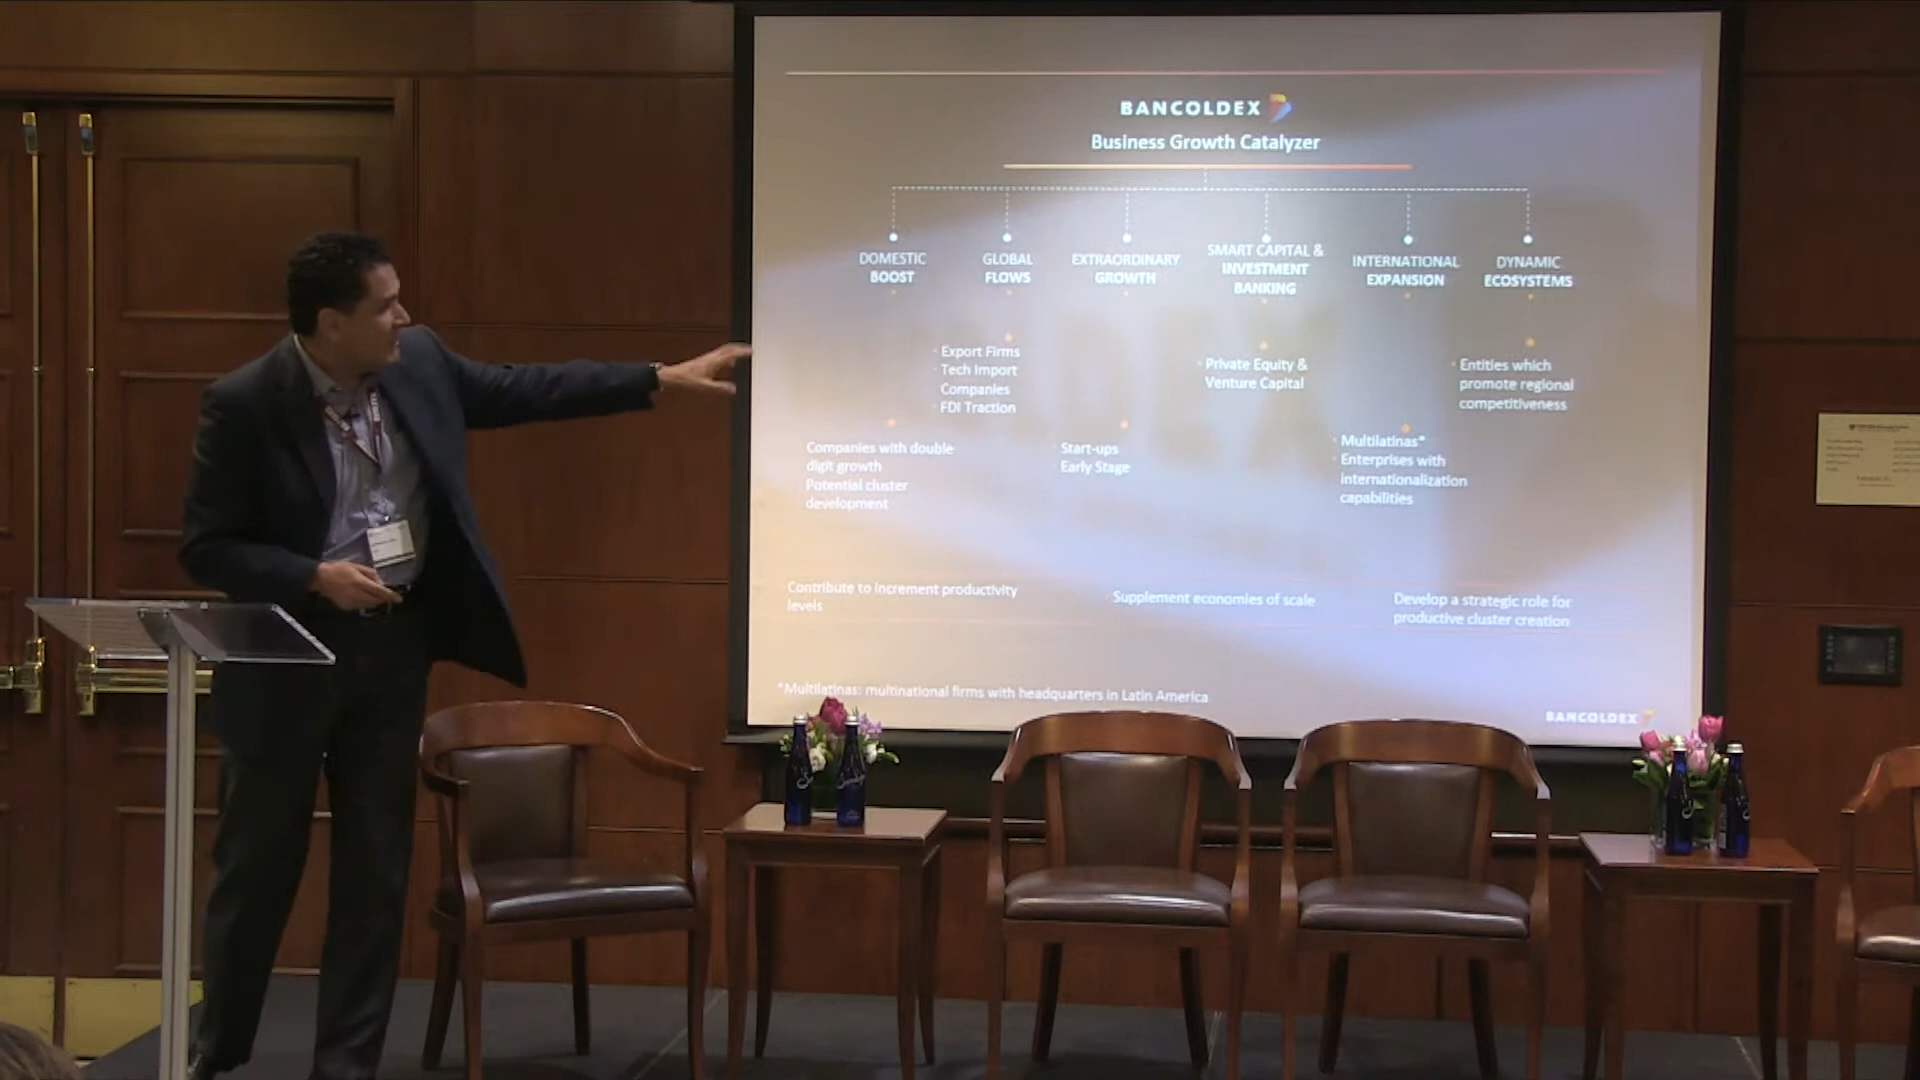 BANCOLDEX
Business Growth Catalyzer
DOMESTIC
BOOST
GLOBAL
FLOWS
EXTRAORDINARY
GROWTH
SMART CAPITAL &
INVESTMENT
BANKING
INTERNATIONAL
EXPANSION
DYNAMIC
ECOSYSTEMS
Companies with double
digit growth
Potential cluster
development
· Export Firms
· Tech Import
Companies
· FDI Traction
· Start-ups
· Early Stage
· Private Equity &
Venture Capital
· Multilatinas*
· Enterprises with
internationalization
capabilities
· Entities which
promote regional
competitiveness
Contribute to increment productivity
levels
Supplement economies of scale
Develop a strategic role for
productive cluster creation
*Multilatinas: multinational firms with headquarters in Latin America
BANCOLDEX